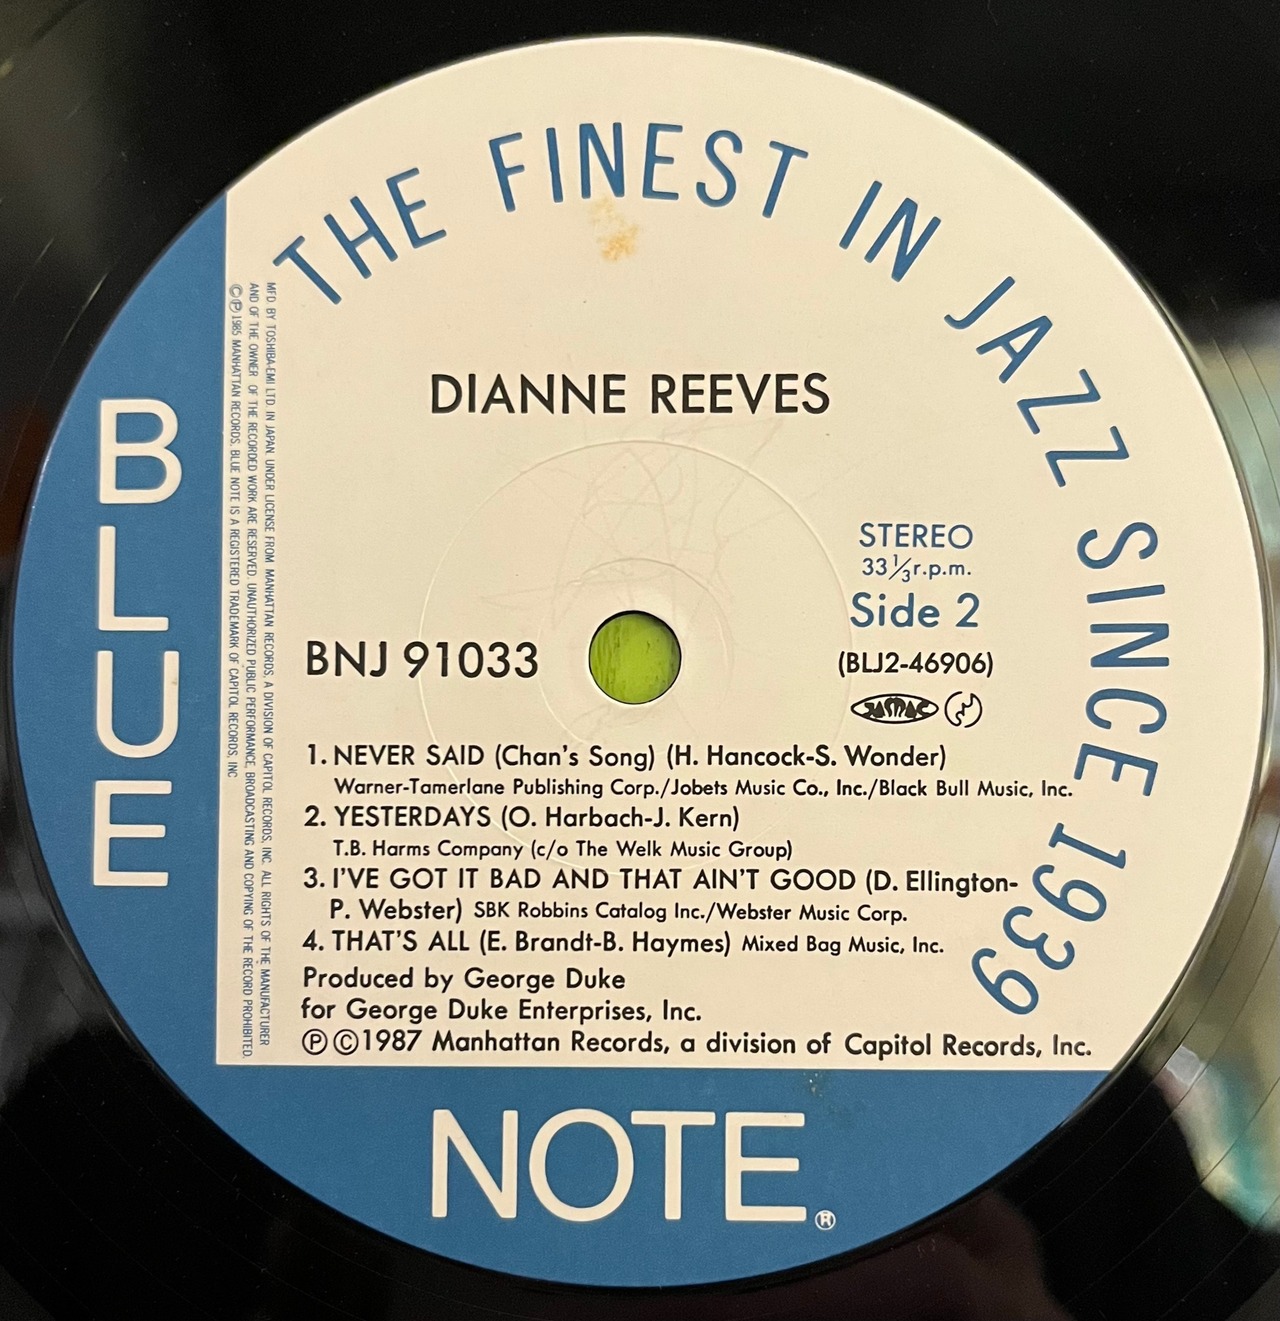 THE FINEST IN JAZZ SINCE 1939
BLUE
MFD. BY TOSHIBA-EMI LTD. IN JAPAN. UNDER LICENSE FROM MANHATTAN RECORDS, A DIVISION OF CAPITOL RECORDS, INC. ALL RIGHTS OF THE MANUFACTURER
AND OF THE OWNER OF THE RECORDED WORK ARE RESERVED. UNAUTHORIZED PUBLIC PERFORMANCE, BROADCASTING AND COPYING OF THE RECORD PROHIBITED.
©℗1985 MANHATTAN RECORDS. BLUE NOTE IS A REGISTERED TRADEMARK OF CAPITOL RECORDS, INC
DIANNE REEVES
STEREO
33⅓r.p.m.
Side 2
BNJ 91033
(BLJ2-46906)
1. NEVER SAID (Chan's Song) (H. Hancock-S. Wonder)
Warner-Tamerlane Publishing Corp./Jobets Music Co., Inc./Black Bull Music, Inc.
2. YESTERDAYS (O. Harbach-J. Kern)
T.B. Harms Company (c/o The Welk Music Group)
3. I'VE GOT IT BAD AND THAT AIN'T GOOD (D. Ellington-
P. Webster) SBK Robbins Catalog Inc./Webster Music Corp.
4. THAT'S ALL (E. Brandt-B. Haymes) Mixed Bag Music, Inc.
Produced by George Duke
for George Duke Enterprises, Inc.
℗©1987 Manhattan Records, a division of Capitol Records, Inc.
NOTE®